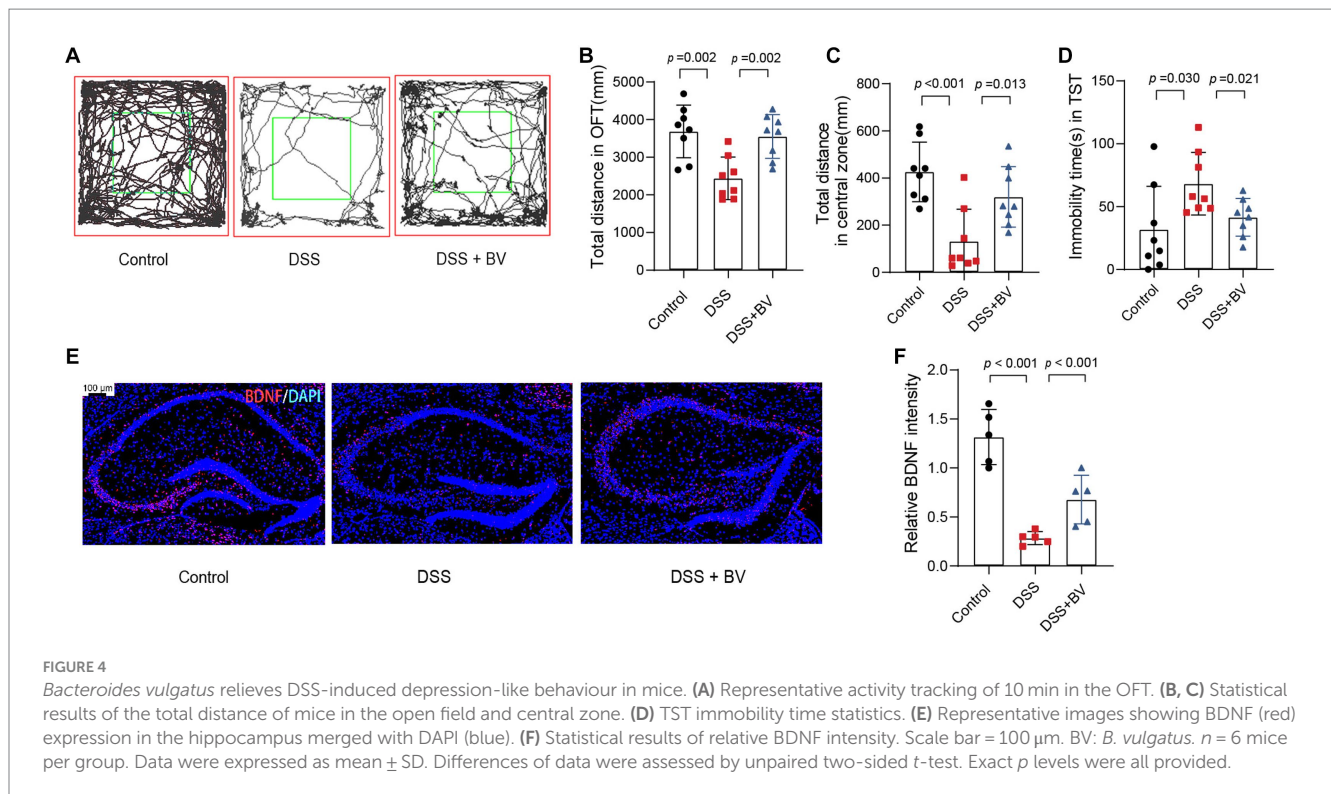 A
Control
DSS
DSS + BV
B
p =0.002
p =0.002
Total distance in OFT(mm)
5000
4000
3000
2000
1000
0
Control
DSS
DSS+BV
C
p <0.001
p =0.013
Total distance
in central zone(mm)
800
600
400
200
0
Control
DSS
DSS+BV
D
p =0.030
p =0.021
Immobility time(s) in TST
150
100
50
0
Control
DSS
DSS+BV
E
100 μm
BDNF/DAPI
Control
DSS
DSS + BV
F
p < 0.001
p < 0.001
Relative BDNF intensity
2.0
1.5
1.0
0.5
0.0
Control
DSS
DSS+BV
FIGURE 4
Bacteroides vulgatus relieves DSS-induced depression-like behaviour in mice. (A) Representative activity tracking of 10 min in the OFT. (B, C) Statistical
results of the total distance of mice in the open field and central zone. (D) TST immobility time statistics. (E) Representative images showing BDNF (red)
expression in the hippocampus merged with DAPI (blue). (F) Statistical results of relative BDNF intensity. Scale bar = 100 μm. BV: B. vulgatus. n = 6 mice
per group. Data were expressed as mean ± SD. Differences of data were assessed by unpaired two-sided t-test. Exact p levels were all provided.